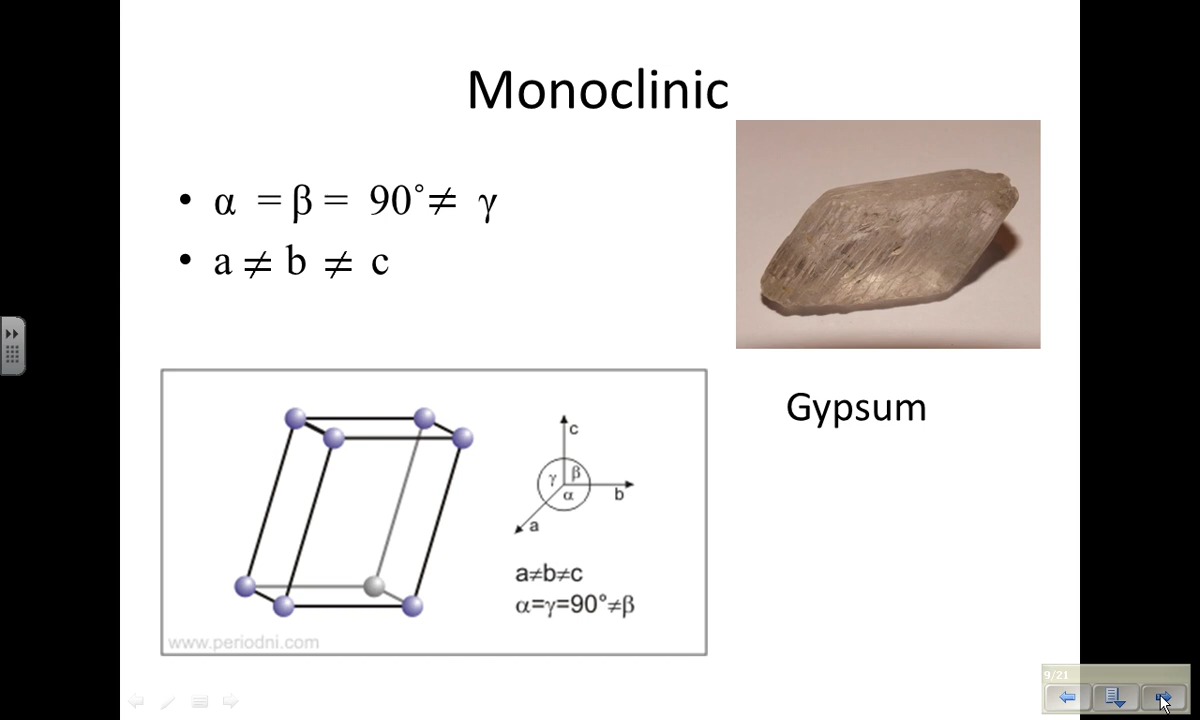 Monoclinic
• α = β = 90˚≠ γ
• a ≠ b ≠ c
Gypsum
c
γ β
α
b
a
a≠b≠c
α=γ=90°≠β
www.periodni.com
9/21